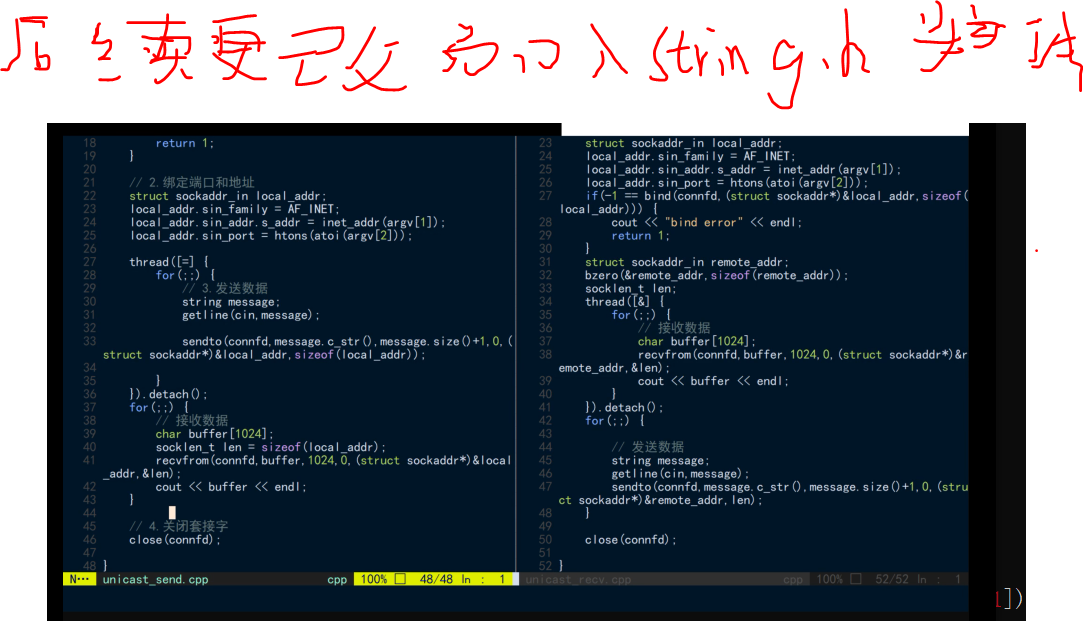 入string.h
18 return 1;
19 }
20
21 // 2.绑定端口和地址
22 struct sockaddr_in local_addr;
23 local_addr.sin_family = AF_INET;
24 local_addr.sin_addr.s_addr = inet_addr(argv[1]);
25 local_addr.sin_port = htons(atoi(argv[2]));
26
27 thread([=] {
28 for(;;) {
29 // 3.发送数据
30 string message;
31 getline(cin,message);
32
33 sendto(connfd,message.c_str(),message.size()+1,0,(
struct sockaddr*)&local_addr,sizeof(local_addr));
34
35 }
36 }).detach();
37 for(;;) {
38 // 接收数据
39 char buffer[1024];
40 socklen_t len = sizeof(local_addr);
41 recvfrom(connfd,buffer,1024,0,(struct sockaddr*)&local
_addr,&len);
42 cout << buffer << endl;
43 }
44
45 // 4.关闭套接字
46 close(connfd);
47
48 }
N… unicast_send.cpp cpp 100% 48/48 ln : 1
23 struct sockaddr_in local_addr;
24 local_addr.sin_family = AF_INET;
25 local_addr.sin_addr.s_addr = inet_addr(argv[1]);
26 local_addr.sin_port = htons(atoi(argv[2]));
27 if(-1 == bind(connfd,(struct sockaddr*)&local_addr,sizeof(
local_addr))) {
28 cout << "bind error" << endl;
29 return 1;
30 }
31 struct sockaddr_in remote_addr;
32 bzero(&remote_addr,sizeof(remote_addr));
33 socklen_t len;
34 thread([&] {
35 for(;;) {
36 // 接收数据
37 char buffer[1024];
38 recvfrom(connfd,buffer,1024,0,(struct sockaddr*)&r
emote_addr,&len);
39 cout << buffer << endl;
40 }
41 }).detach();
42 for(;;) {
43
44 // 发送数据
45 string message;
46 getline(cin,message);
47 sendto(connfd,message.c_str(),message.size()+1,0,(stru
ct sockaddr*)&remote_addr,len);
48 }
49
50 close(connfd);
51
52 }
unicast_recv.cpp cpp 100% 52/52 ln : 1
1])